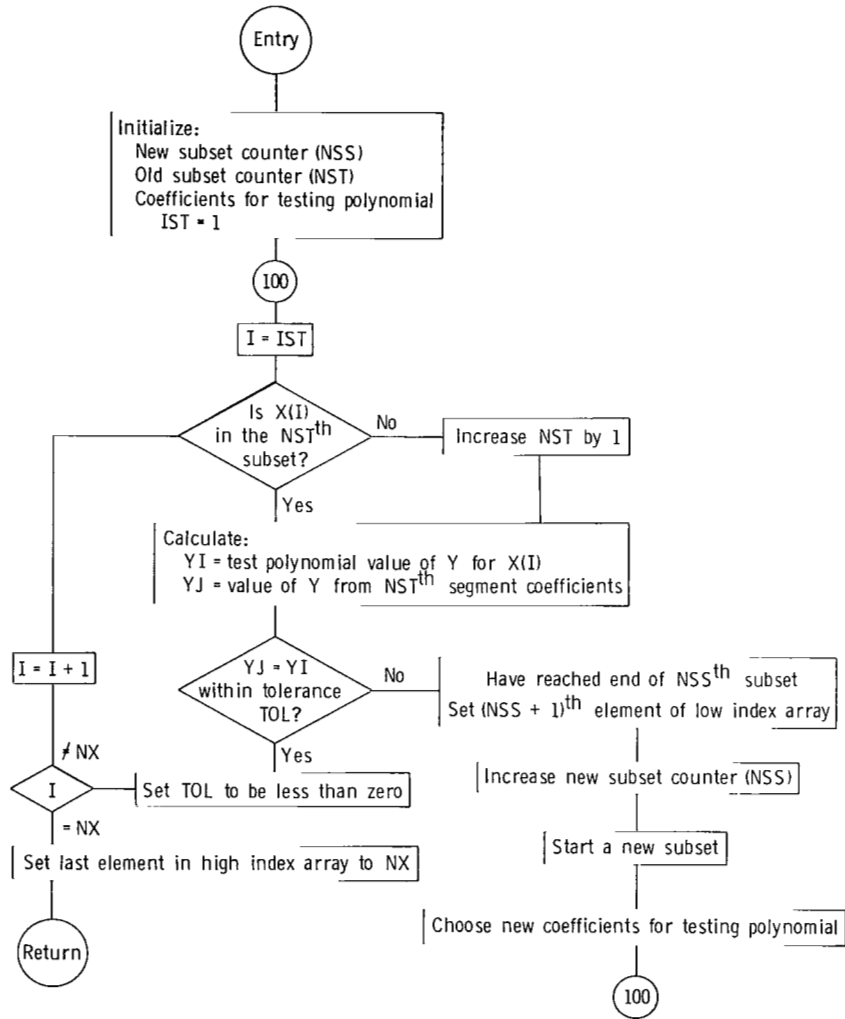 Entry
Initialize:
New subset counter (NSS)
Old subset counter (NST)
Coefficients for testing polynomial
IST = 1
100
I = IST
Is X(I)
in the NSTth
subset?
No
Increase NST by 1
Yes
Calculate:
YI = test polynomial value of Y for X(I)
YJ = value of Y from NSTth segment coefficients
I = I + 1
YJ = YI
within tolerance
TOL?
No
Have reached end of NSSth subset
Set (NSS + 1)th element of low index array
Yes
≠ NX
I
Set TOL to be less than zero
Increase new subset counter (NSS)
= NX
Start a new subset
Set last element in high index array to NX
Choose new coefficients for testing polynomial
Return
100